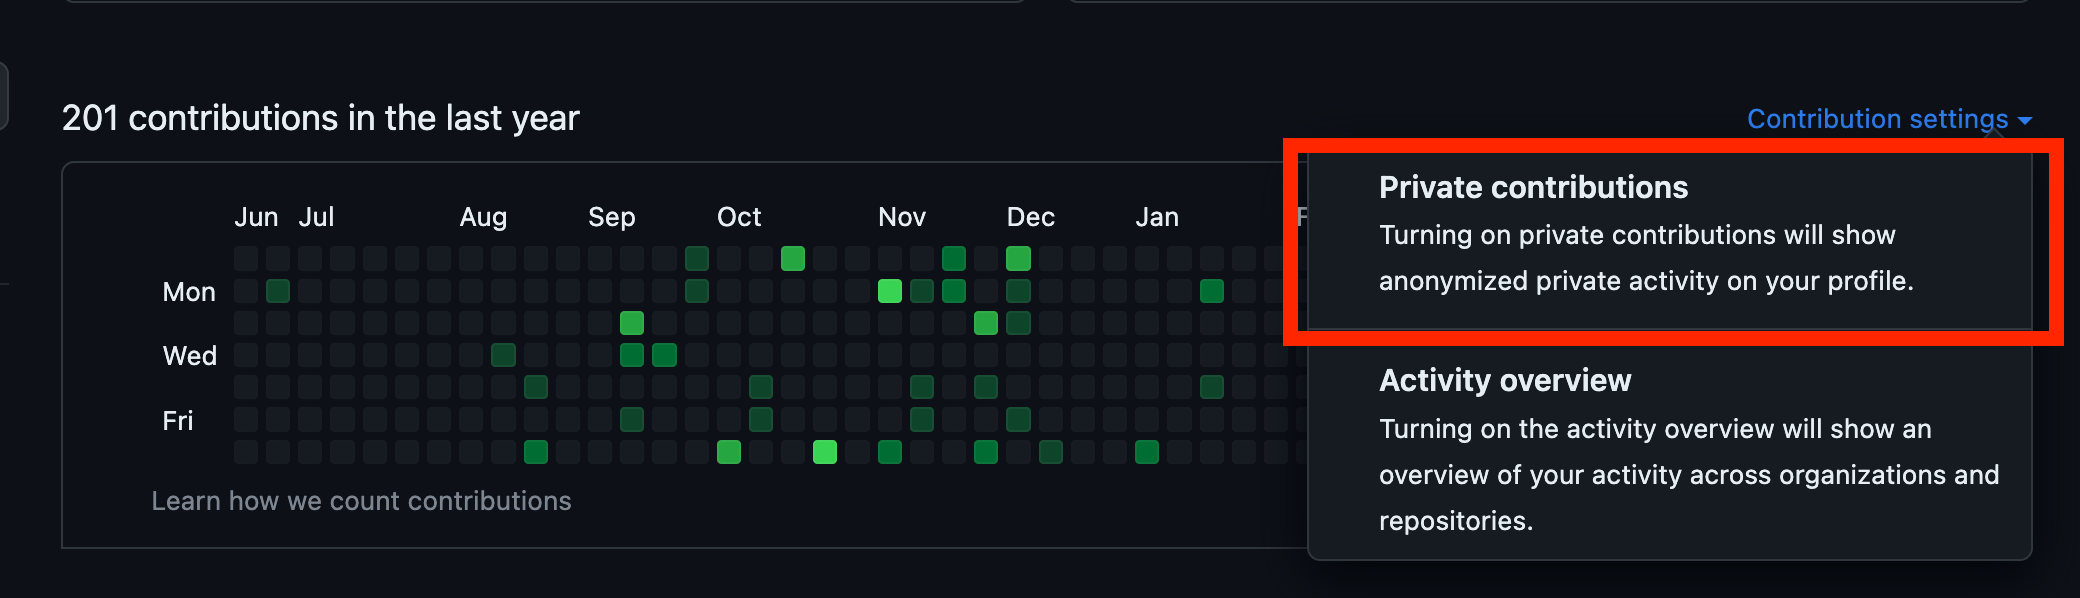 201 contributions in the last year
Contribution settings
Jun Jul Aug Sep Oct Nov Dec Jan F
Mon
Wed
Fri
Learn how we count contributions
Private contributions
Turning on private contributions will show
anonymized private activity on your profile.
Activity overview
Turning on the activity overview will show an
overview of your activity across organizations and
repositories.